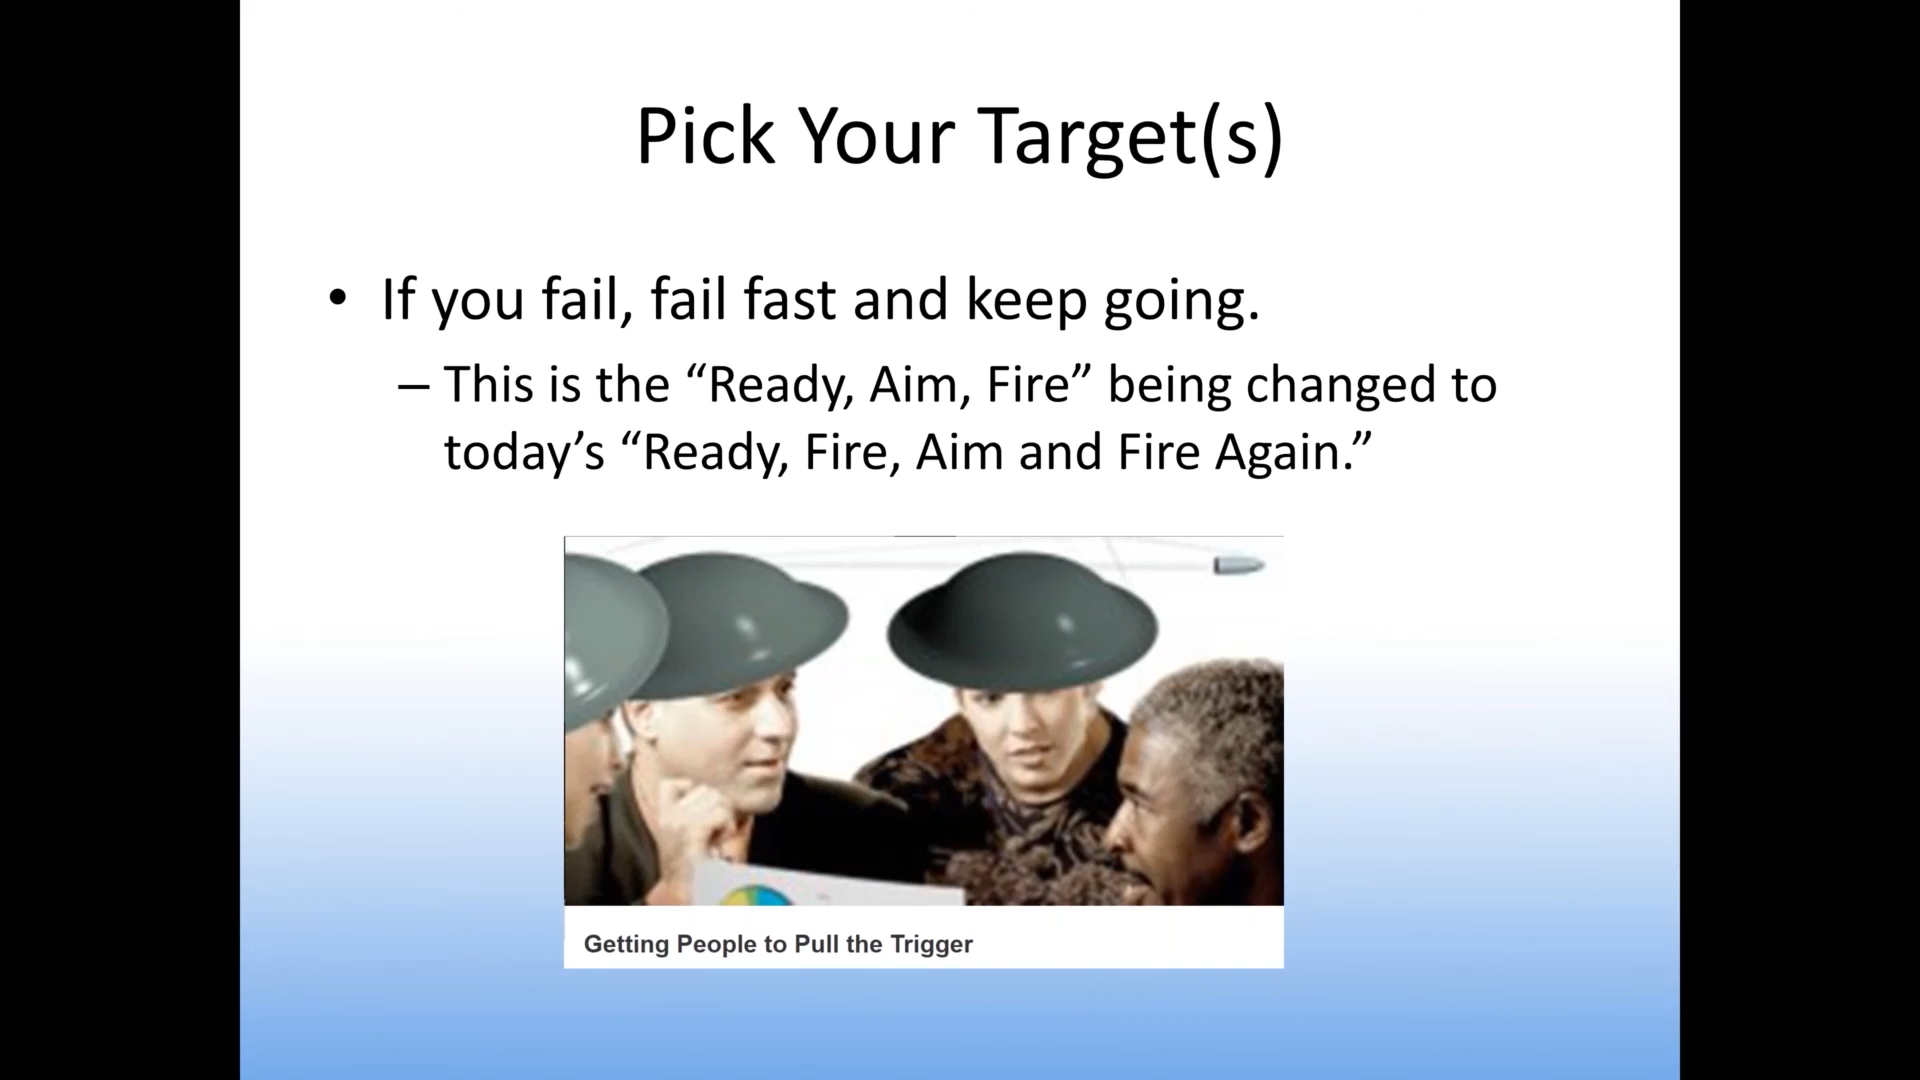 Pick Your Target(s)
• If you fail, fail fast and keep going.
– This is the “Ready, Aim, Fire” being changed to
today’s “Ready, Fire, Aim and Fire Again.”
Getting People to Pull the Trigger